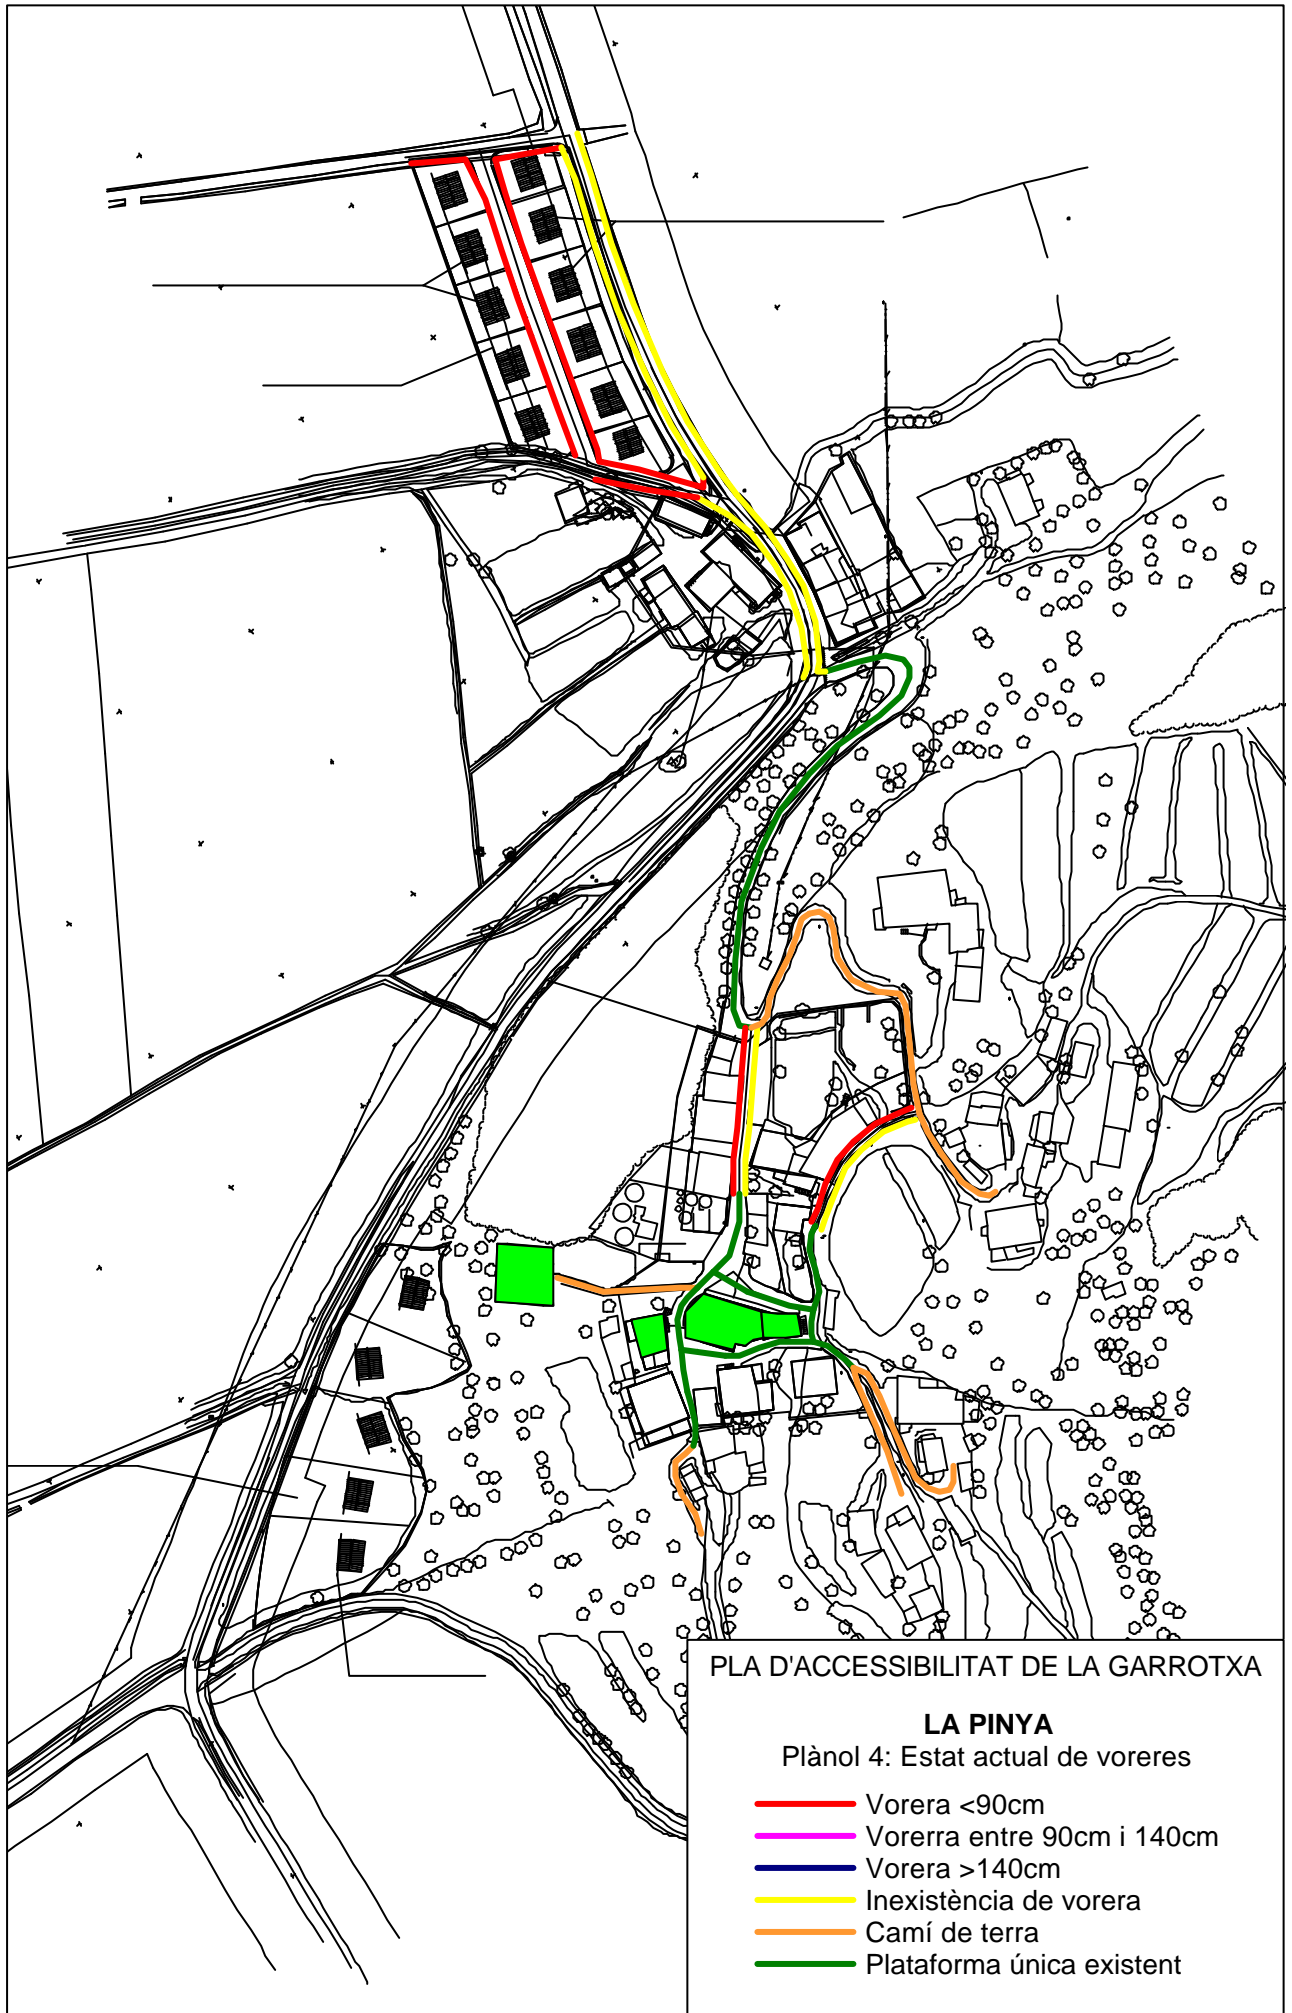 PLA D'ACCESSIBILITAT DE LA GARROTXA
LA PINYA
Plànol 4: Estat actual de voreres
Vorera <90cm
Vorerra entre 90cm i 140cm
Vorera >140cm
Inexistència de vorera
Camí de terra
Plataforma única existent